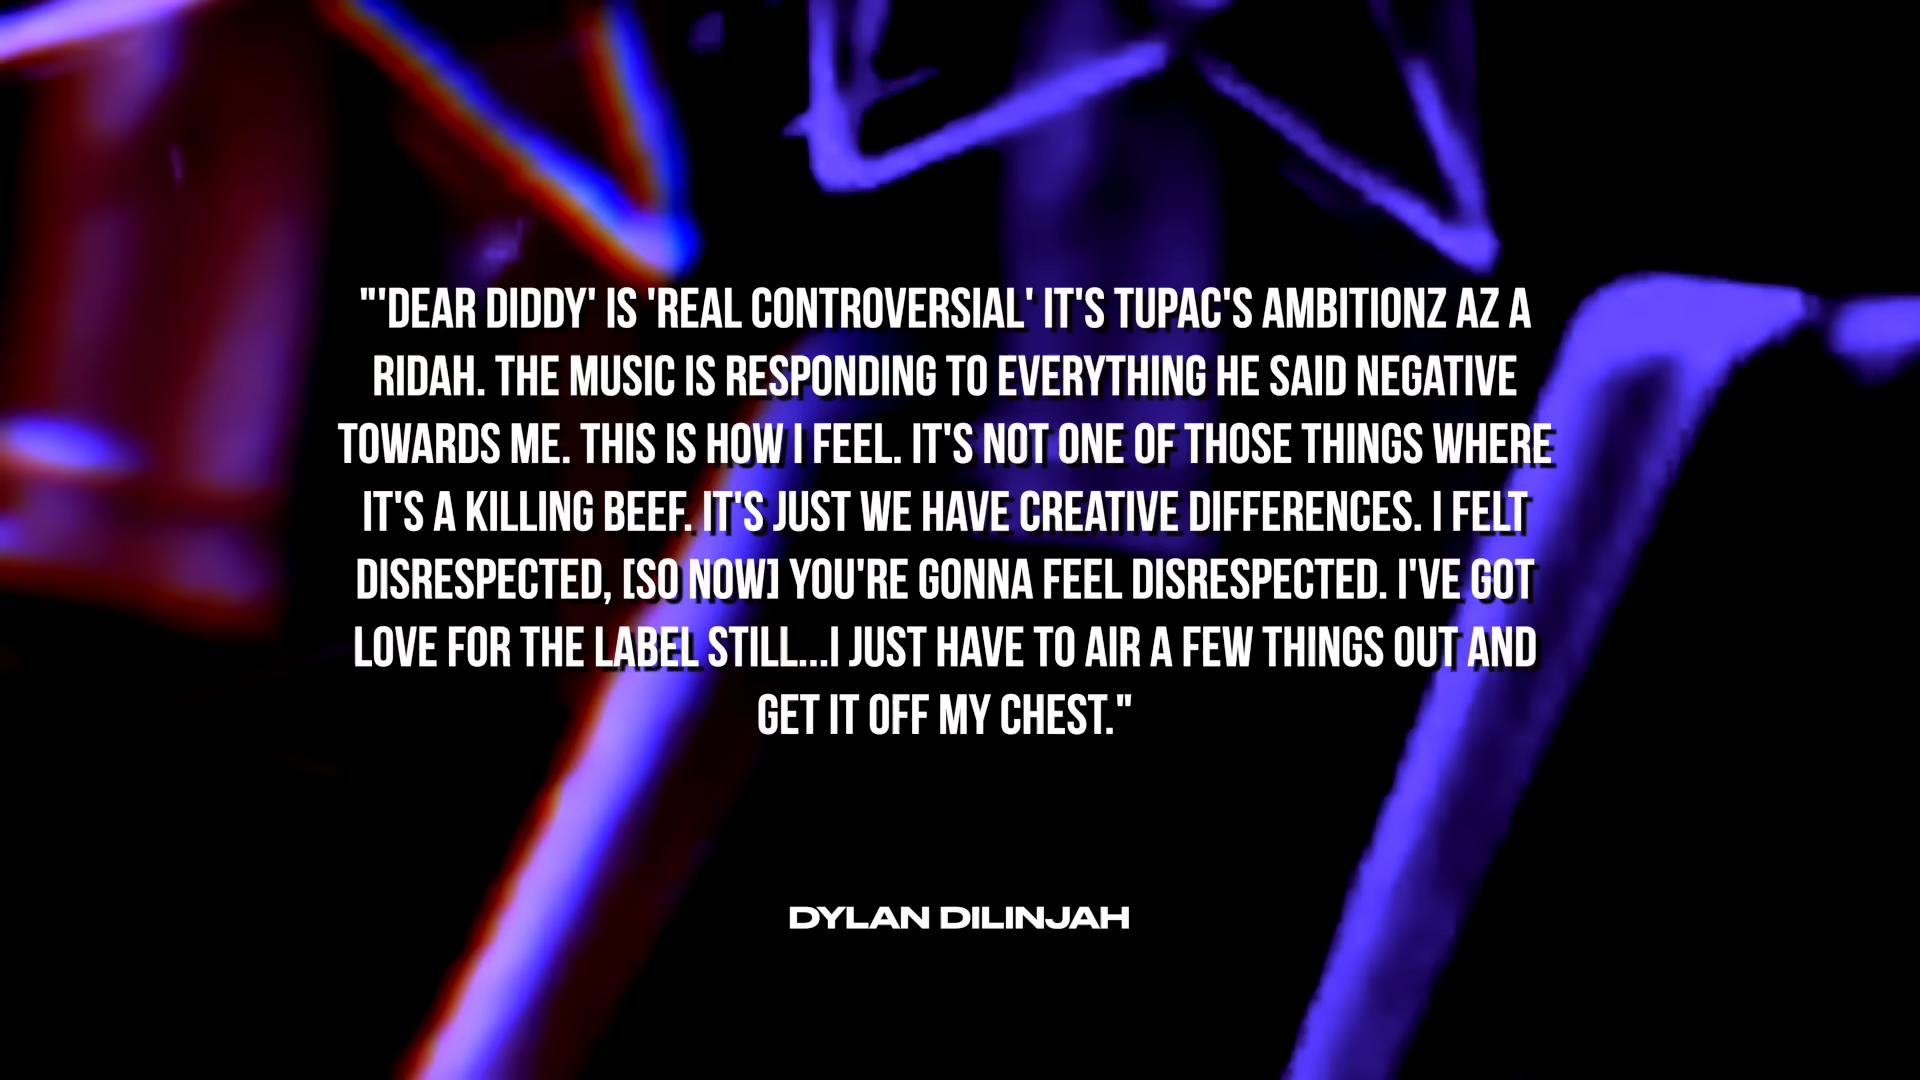 "'DEAR DIDDY' IS 'REAL CONTROVERSIAL' IT'S TUPAC'S AMBITIONZ AZ A
RIDAH. THE MUSIC IS RESPONDING TO EVERYTHING HE SAID NEGATIVE
TOWARDS ME. THIS IS HOW I FEEL. IT'S NOT ONE OF THOSE THINGS WHERE
IT'S A KILLING BEEF. IT'S JUST WE HAVE CREATIVE DIFFERENCES. I FELT
DISRESPECTED, [SO NOW] YOU'RE GONNA FEEL DISRESPECTED. I'VE GOT
LOVE FOR THE LABEL STILL...I JUST HAVE TO AIR A FEW THINGS OUT AND
GET IT OFF MY CHEST."
DYLAN DILINJAH